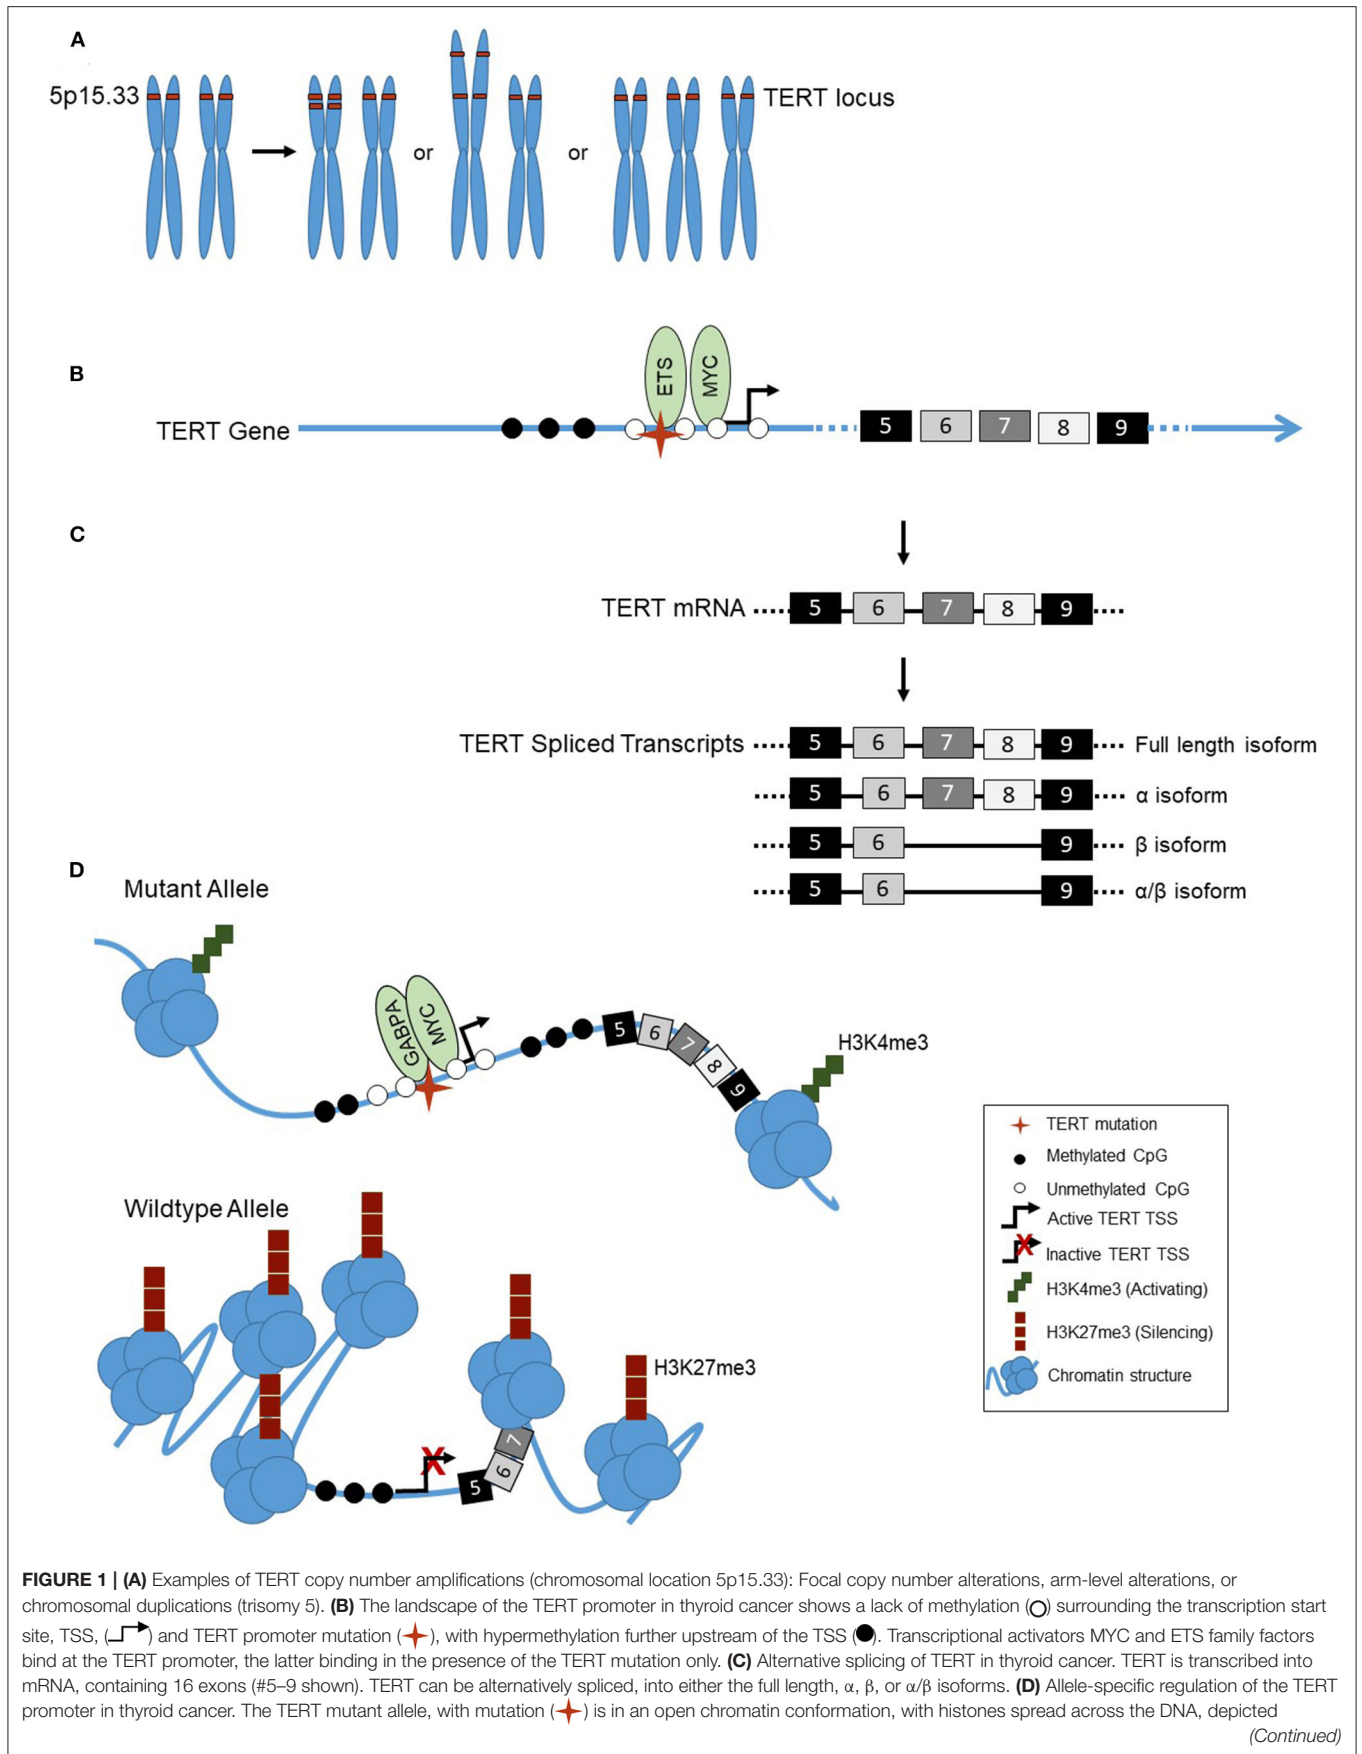 A
5p15.33
or
or
TERT locus
B
ETS
MYC
TERT Gene
5 6 7 8 9
C
TERT mRNA
5 6 7 8 9
TERT Spliced Transcripts
5 6 7 8 9
Full length isoform
5 6 7 8 9
α isoform
5 6 9
β isoform
5 6 9
α/β isoform
D
Mutant Allele
GABPA
MYC
5 6 7 8 9
H3K4me3
TERT mutation
Methylated CpG
Unmethylated CpG
Active TERT TSS
X
Inactive TERT TSS
H3K4me3 (Activating)
H3K27me3 (Silencing)
Chromatin structure
Wildtype Allele
H3K27me3
X
5 6 7
FIGURE 1 | (A) Examples of TERT copy number amplifications (chromosomal location 5p15.33): Focal copy number alterations, arm-level alterations, or
chromosomal duplications (trisomy 5). (B) The landscape of the TERT promoter in thyroid cancer shows a lack of methylation (○) surrounding the transcription start
site, TSS, ( ) and TERT promoter mutation ( ), with hypermethylation further upstream of the TSS (●). Transcriptional activators MYC and ETS family factors
bind at the TERT promoter, the latter binding in the presence of the TERT mutation only. (C) Alternative splicing of TERT in thyroid cancer. TERT is transcribed into
mRNA, containing 16 exons (#5–9 shown). TERT can be alternatively spliced, into either the full length, α, β, or α/β isoforms. (D) Allele-specific regulation of the TERT
promoter in thyroid cancer. The TERT mutant allele, with mutation ( ) is in an open chromatin conformation, with histones spread across the DNA, depicted
(Continued)